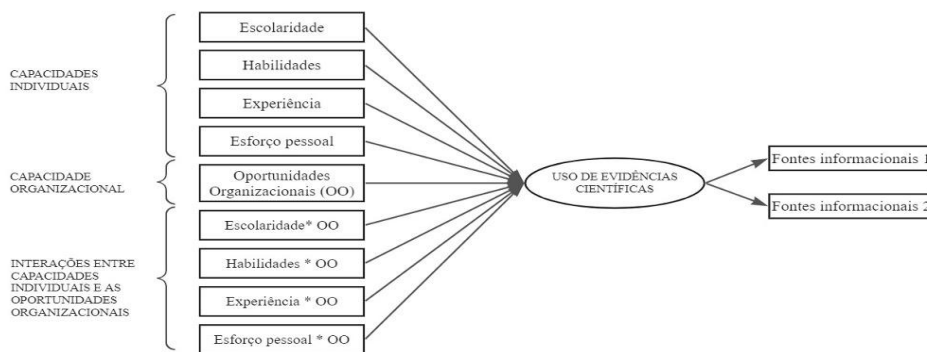 Escolaridade
Habilidades
CAPACIDADES
INDIVIDUAIS
Experiência
Esforço pessoal
CAPACIDADE
ORGANIZACIONAL
Oportunidades
Organizacionais (OO)
Escolaridade* OO
Habilidades * OO
INTERAÇÕES ENTRE
CAPACIDADES
INDIVIDUAIS E AS
OPORTUNIDADES
ORGANIZACIONAIS
Experiência * OO
Esforço pessoal * OO
USO DE EVIDÊNCIAS
CIENTÍFICAS
Fontes informacionais 1
Fontes informacionais 2